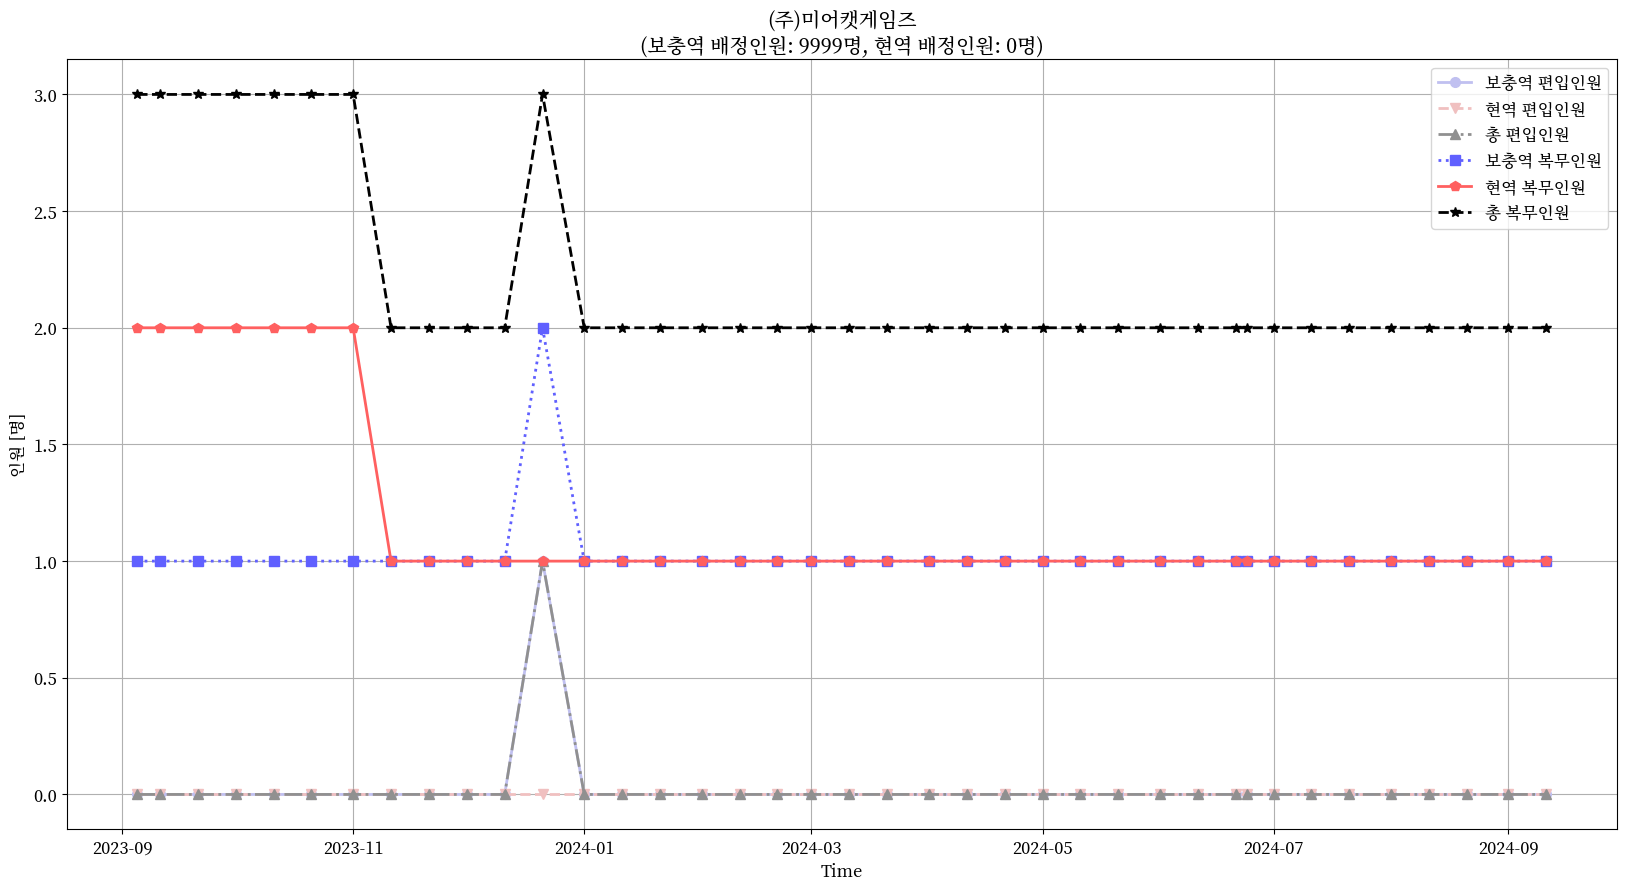 (주)미어캣게임즈
(보충역 배정인원: 9999명, 현역 배정인원: 0명)
보충역 편입인원
현역 편입인원
총 편입인원
보충역 복무인원
현역 복무인원
총 복무인원
3.0
2.5
2.0
1.5
1.0
0.5
0.0
인원 [명]
2023-09
2023-11
2024-01
2024-03
2024-05
2024-07
2024-09
Time